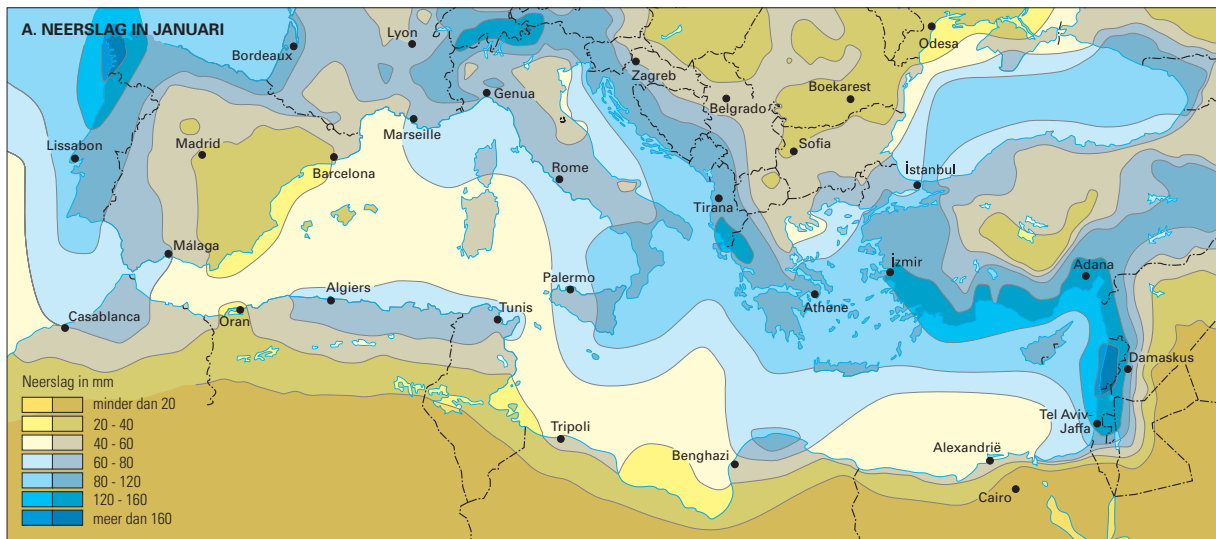 A. NEERSLAG IN JANUARI
Bordeaux
Lyon
Genua
Zagreb
Belgrado
Boekarest
Odesa
Sofia
Marseille
Lissabon
Madrid
Barcelona
Rome
Tirana
İstanbul
Málaga
Palermo
Athene
İzmir
Adana
Casablanca
Oran
Algiers
Tunis
Damaskus
Tripoli
Benghazi
Alexandrië
Tel Aviv-
Jaffa
Cairo
Neerslag in mm
minder dan 20
20 - 40
40 - 60
60 - 80
80 - 120
120 - 160
meer dan 160